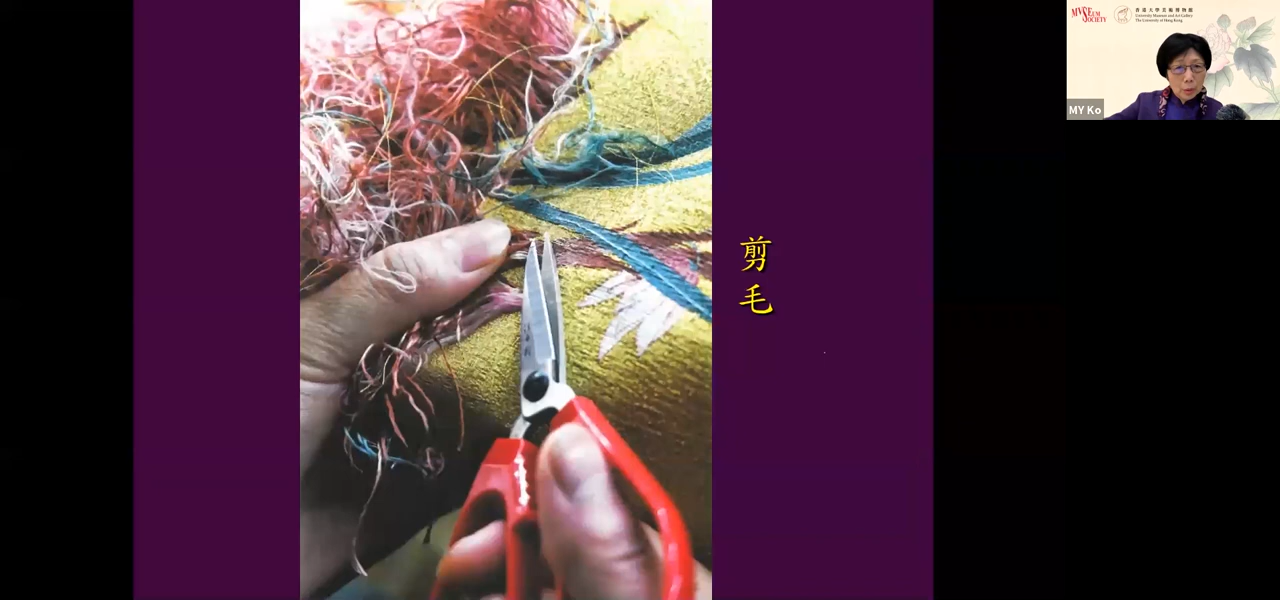 剪
毛
MUSEUM
SOCIETY
香港大學美術博物館
University Museum and Art Gallery
The University of Hong Kong
MY Ko